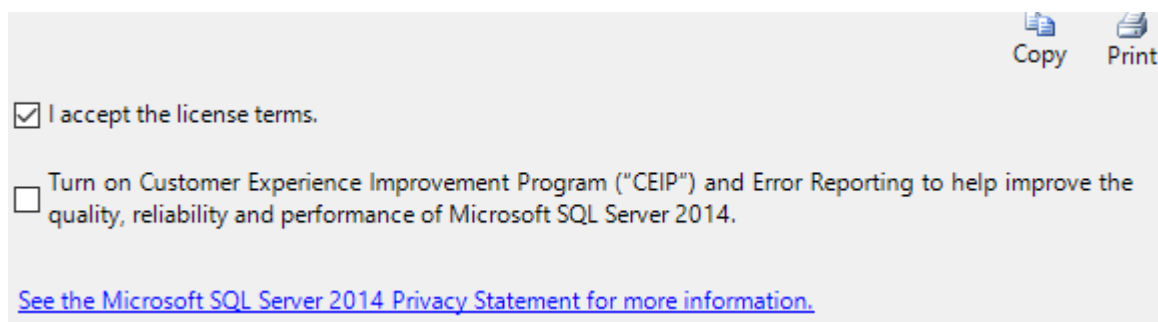 Copy Print
I accept the license terms.
Turn on Customer Experience Improvement Program (“CEIP”) and Error Reporting to help improve the
quality, reliability and performance of Microsoft SQL Server 2014.
See the Microsoft SQL Server 2014 Privacy Statement for more information.